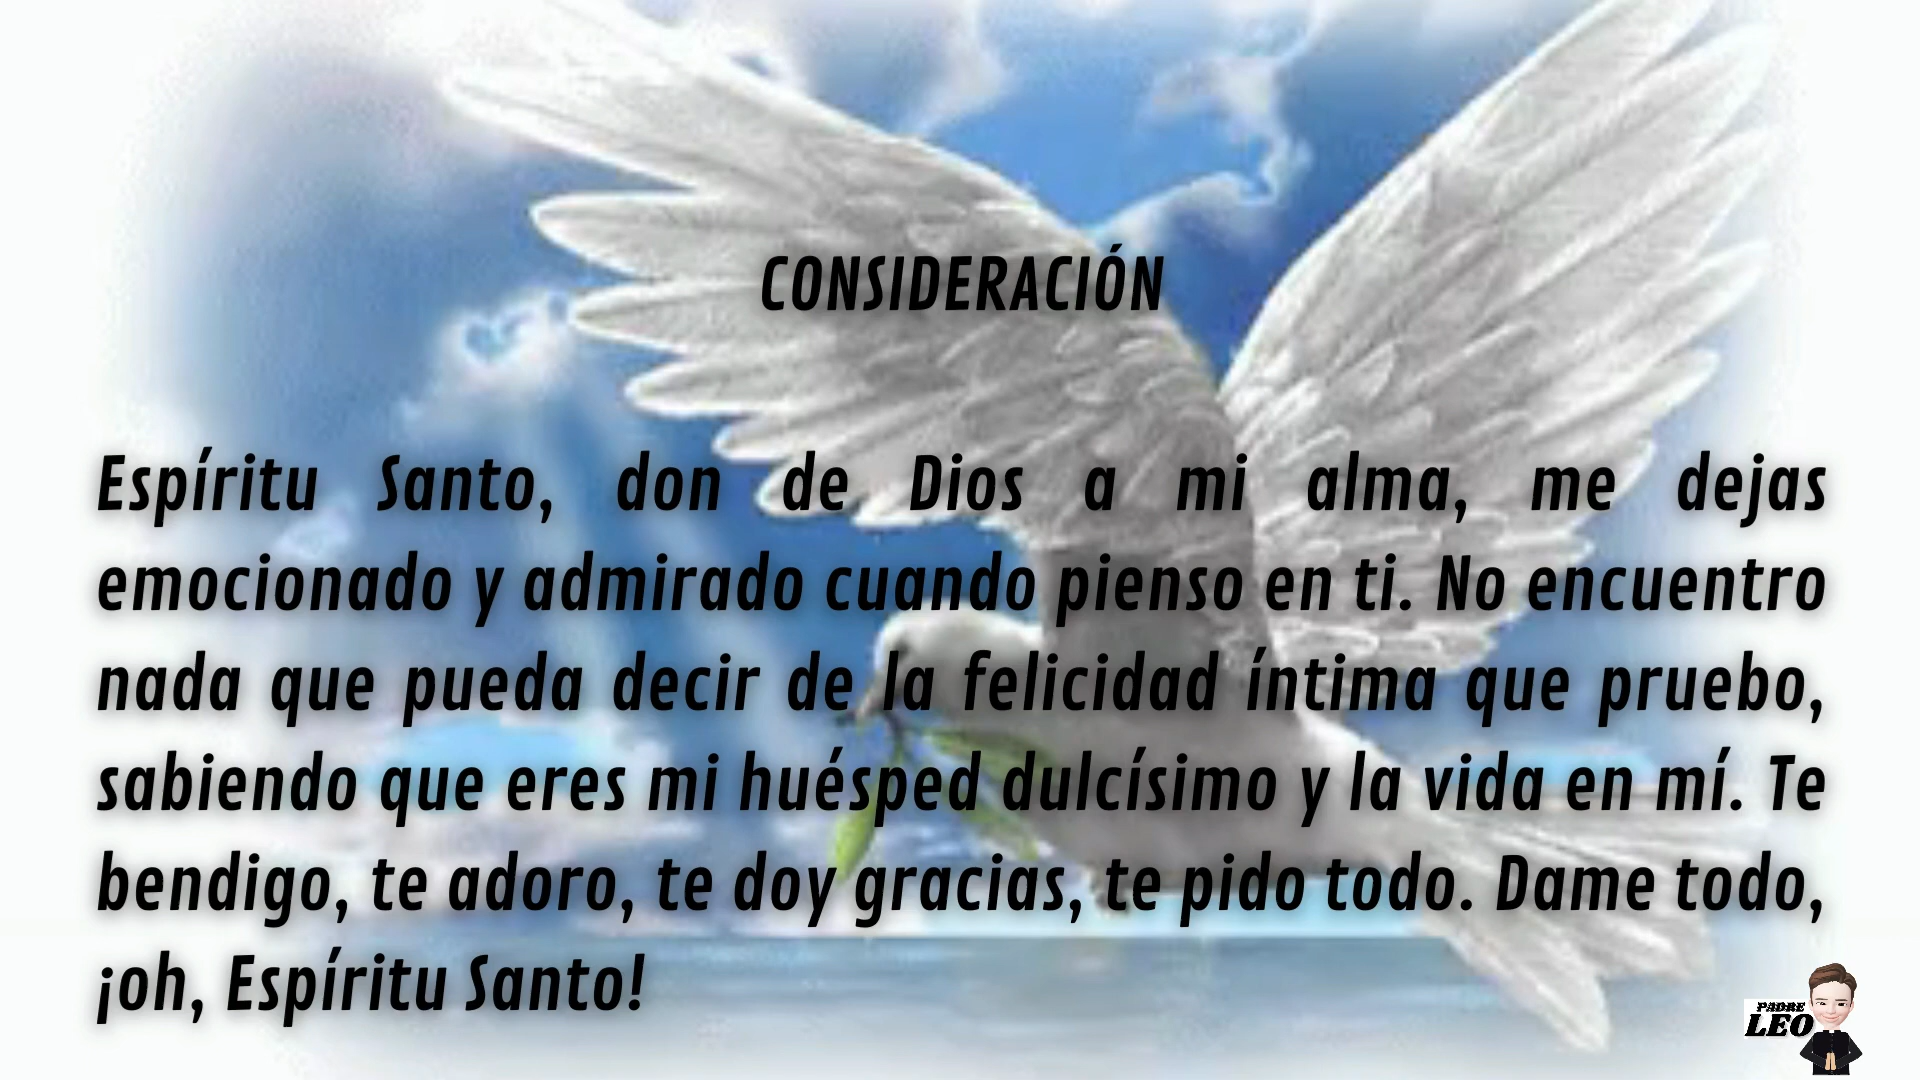 CONSIDERACIÓN
Espíritu Santo, don de Dios a mi alma, me dejas
emocionado y admirado cuando pienso en ti. No encuentro
nada que pueda decir de la felicidad íntima que pruebo,
sabiendo que eres mi huésped dulcísimo y la vida en mí. Te
bendigo, te adoro, te doy gracias, te pido todo. Dame todo,
¡oh, Espíritu Santo!
PADRE
LEO